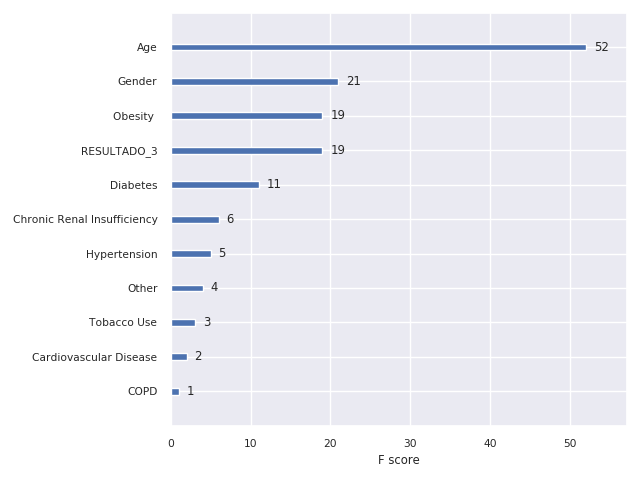 Age 52
Gender 21
Obesity 19
RESULTADO_3 19
Diabetes 11
Chronic Renal Insufficiency 6
Hypertension 5
Other 4
Tobacco Use 3
Cardiovascular Disease 2
COPD 1
0 10 20 30 40 50
F score